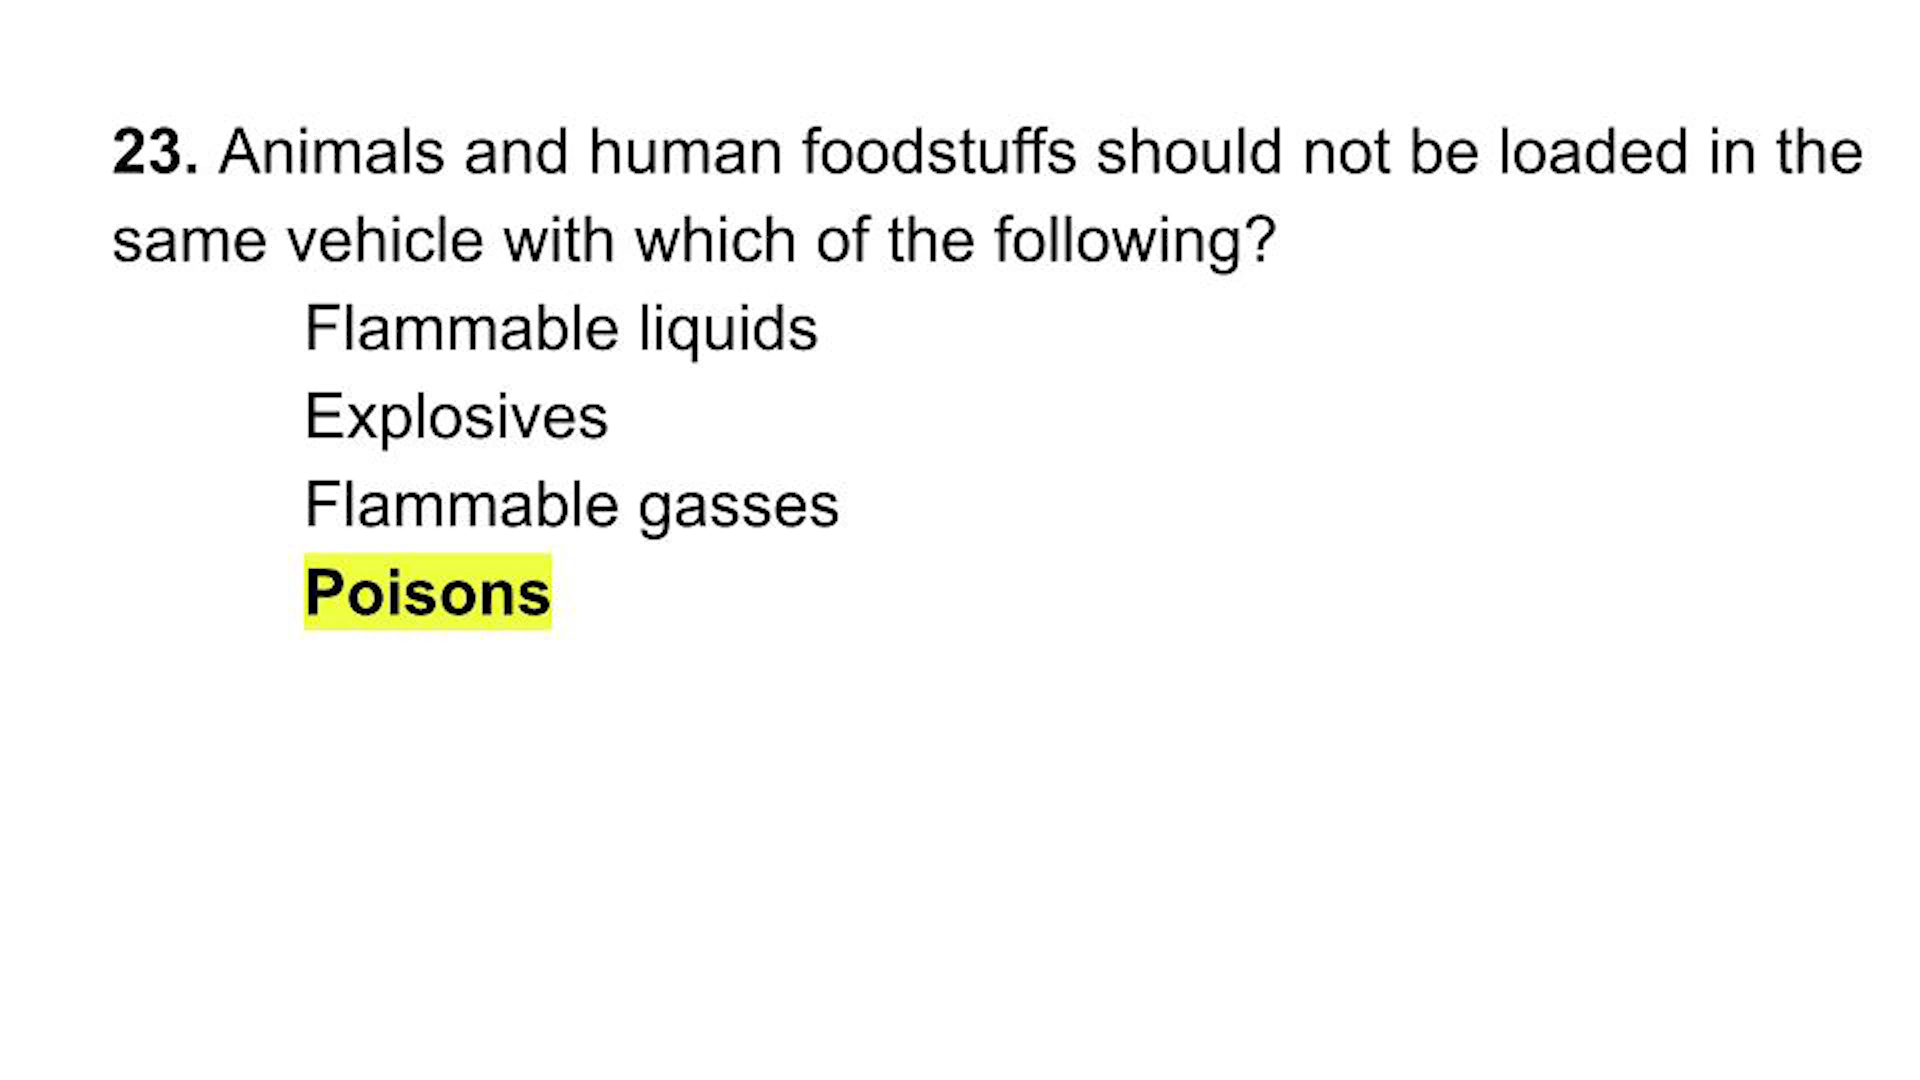 23. Animals and human foodstuffs should not be loaded in the
same vehicle with which of the following?
Flammable liquids
Explosives
Flammable gasses
Poisons